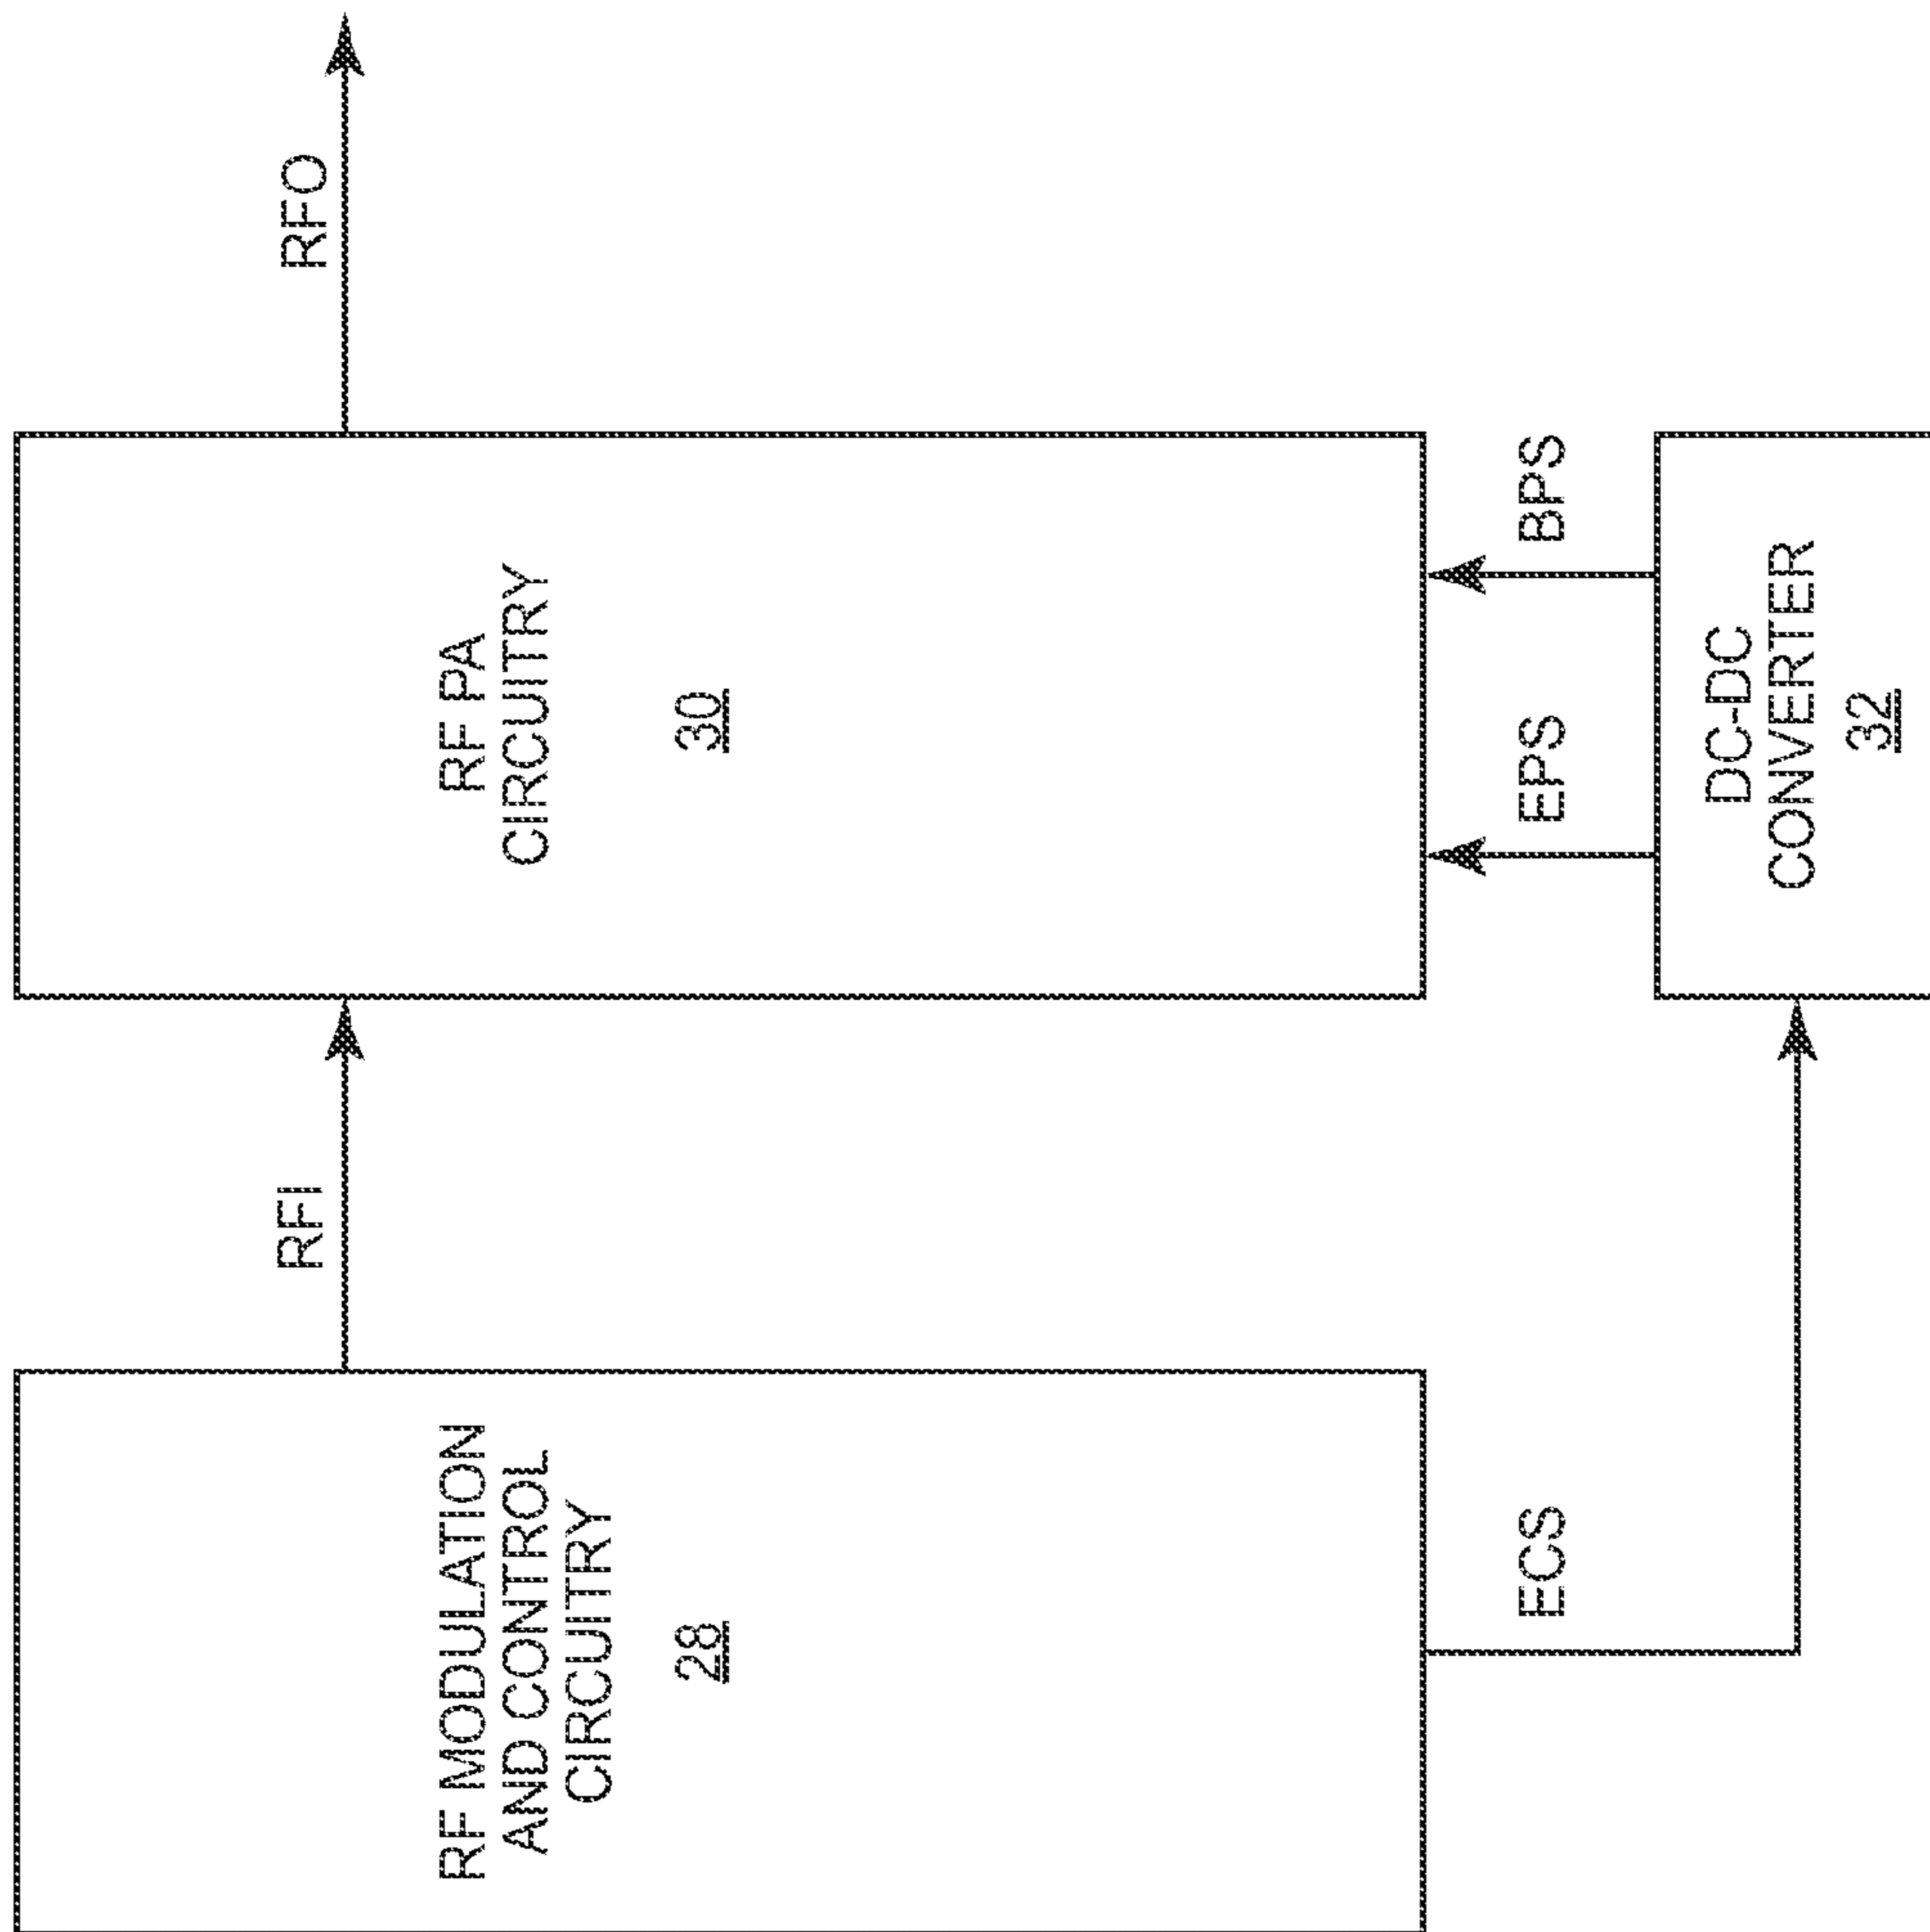 RFI
RFO
RF MODULATION
AND CONTROL
CIRCUITRY
28
RF PA
CIRCUITRY
30
ECS
EPS
BPS
DC-DC
CONVERTER
32